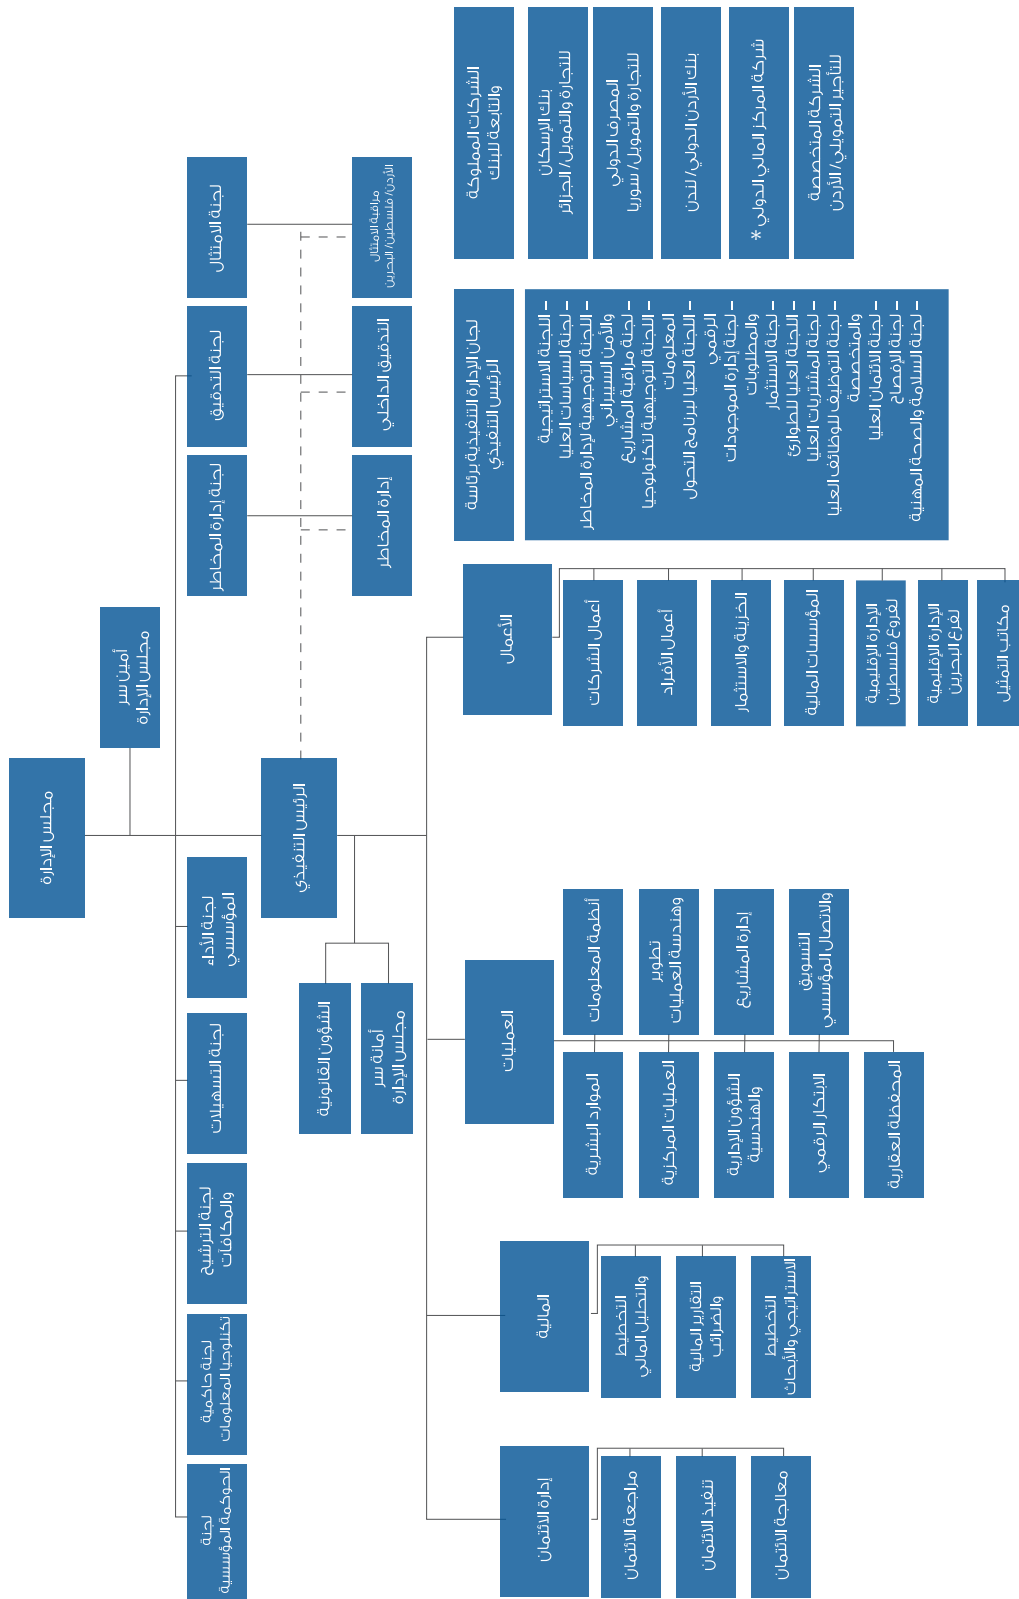 مجلس الإدارة
أمين سر
مجلس الإدارة
لجنة الامتثال
لجنة التدقيق
لجنة إدارة المخاطر
لجنة الأداء
المؤسسي
لجنة التسهيلات
لجنة الترشيح
والمكافآت
لجنة حاكمية
تكنلوجيا المعلومات
لجنة
الحوكمة المؤسسية
الرئيس التنفيذي
مراقبة الامتثال
الأردن/ فلسطين/ البحرين
التدقيق الداخلي
إدارة المخاطر
الشؤون القانونية
أمانة سر
مجلس الإدارة
الأعمال
أعمال الشركات
أعمال الأفراد
الخزينة والاستثمار
المؤسسات المالية
الإدارة الإقليمية
لفروع فلسطين
الإدارة الإقليمية
لفرع البحرين
مكاتب التمثيل
العمليات
أنظمة المعلومات
تطوير
وهندسة العمليات
إدارة المشاريع
التسويق
والاتصال المؤسسي
الموارد البشرية
العمليات المركزية
الشؤون الإدارية
والهندسية
الابتكار الرقمي
المحفظة العقارية
المالية
التخطيط
والتحليل المالي
التقارير المالية
والضرائب
التخطيط
الاستراتيجي والأبحاث
إدارة الائتمان
مراجعة الائتمان
تنفيذ الائتمان
معالجة الائتمان
لجان الإدارة التنفيذية برئاسة
الرئيس التنفيذي
– اللجنة الاستراتيجية
– لجنة السياسات العليا
– اللجنة التوجيهية لإدارة المخاطر
والأمن السيبراني
– لجنة مراقبة المشاريع
– اللجنة التوجيهية لتكنولوجيا
المعلومات
– اللجنة العليا لبرنامج التحول
الرقمي
– لجنة إدارة الموجودات
والمطلوبات
– لجنة الاستثمار
– اللجنة العليا للطوارئ
– لجنة المشتريات العليا
– لجنة التوظيف للوظائف العليا
والمتخصصة
– لجنة الائتمان العليا
– لجنة الإفصاح
– لجنة السلامة والصحة المهنية
الشركات المملوكة
والتابعة للبنك
بنك الإسكان
للتجارة والتمويل/ الجزائر
المصرف الدولي
للتجارة والتمويل/ سوريا
بنك الأردن الدولي/ لندن
شركة المركز المالي الدولي *
الشركة المتخصصة
للتأجير التمويلي/ الأردن